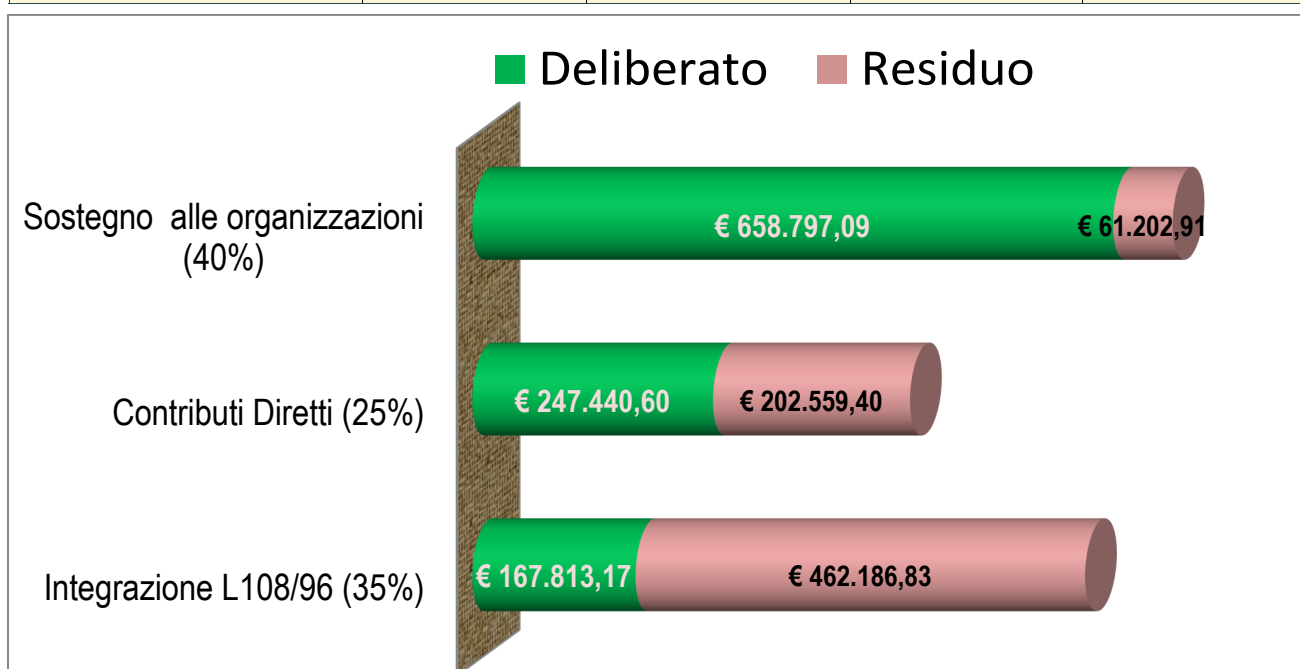 Deliberato Residuo
Sostegno alle organizzazioni
(40%)
€ 658.797,09 € 61.202,91
Contributi Diretti (25%)
€ 247.440,60 € 202.559,40
Integrazione L108/96 (35%)
€ 167.813,17 € 462.186,83